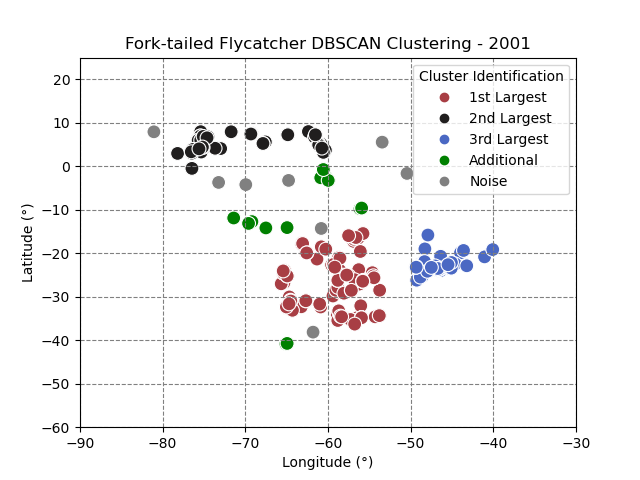 Fork-tailed Flycatcher DBSCAN Clustering - 2001
Cluster Identification
1st Largest
2nd Largest
3rd Largest
Additional
Noise
20
10
0
−10
−20
−30
−40
−50
−60
Latitude (°)
−90
−80
−70
−60
−50
−40
−30
Longitude (°)